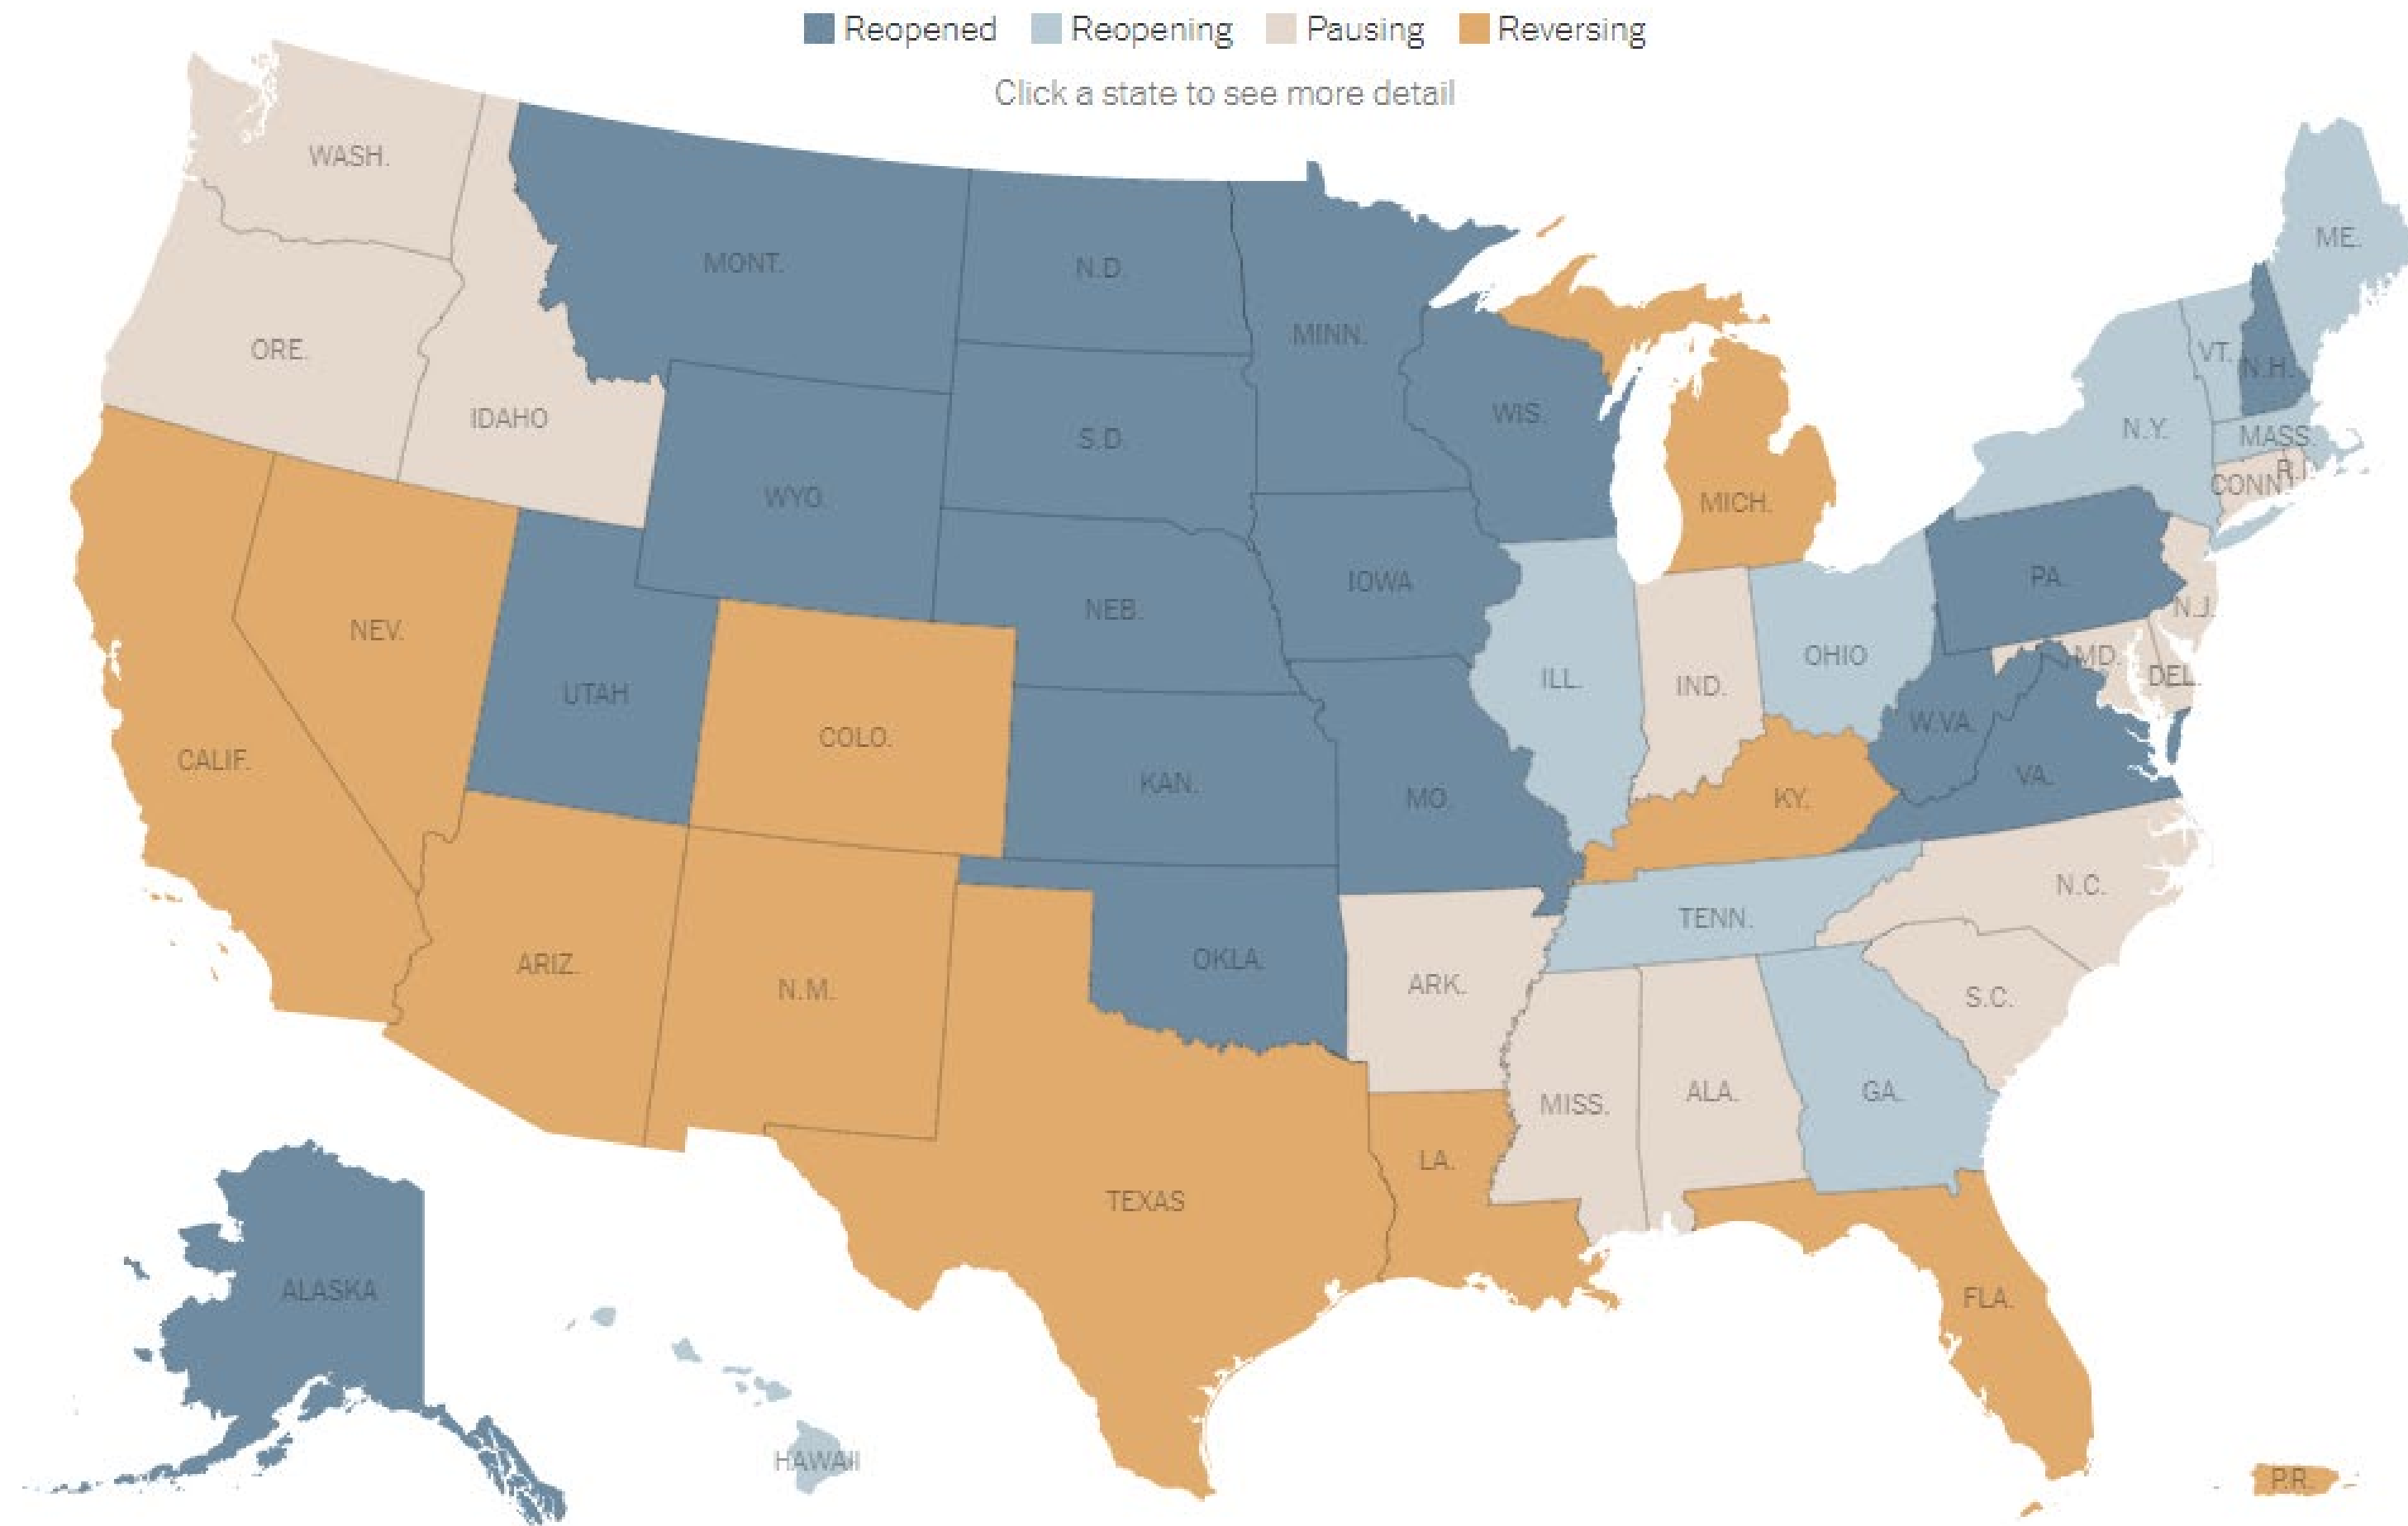 Reopened Reopening Pausing Reversing
Click a state to see more detail
WASH.
MONT.
N.D.
MINN.
ME.
ORE.
IDAHO
WYO.
S.D.
WIS.
MICH.
VT.
N.H.
N.Y.
MASS.
R.I.
CONN.
NEV.
UTAH
COLO.
NEB.
IOWA
ILL.
IND.
OHIO
PA.
N.J.
MD.
DEL.
CALIF.
KAN.
MO.
KY.
W.VA.
VA.
ARIZ.
N.M.
OKLA.
ARK.
TENN.
N.C.
S.C.
TEXAS
LA.
MISS.
ALA.
GA.
FLA.
ALASKA
HAWAII
P.R.